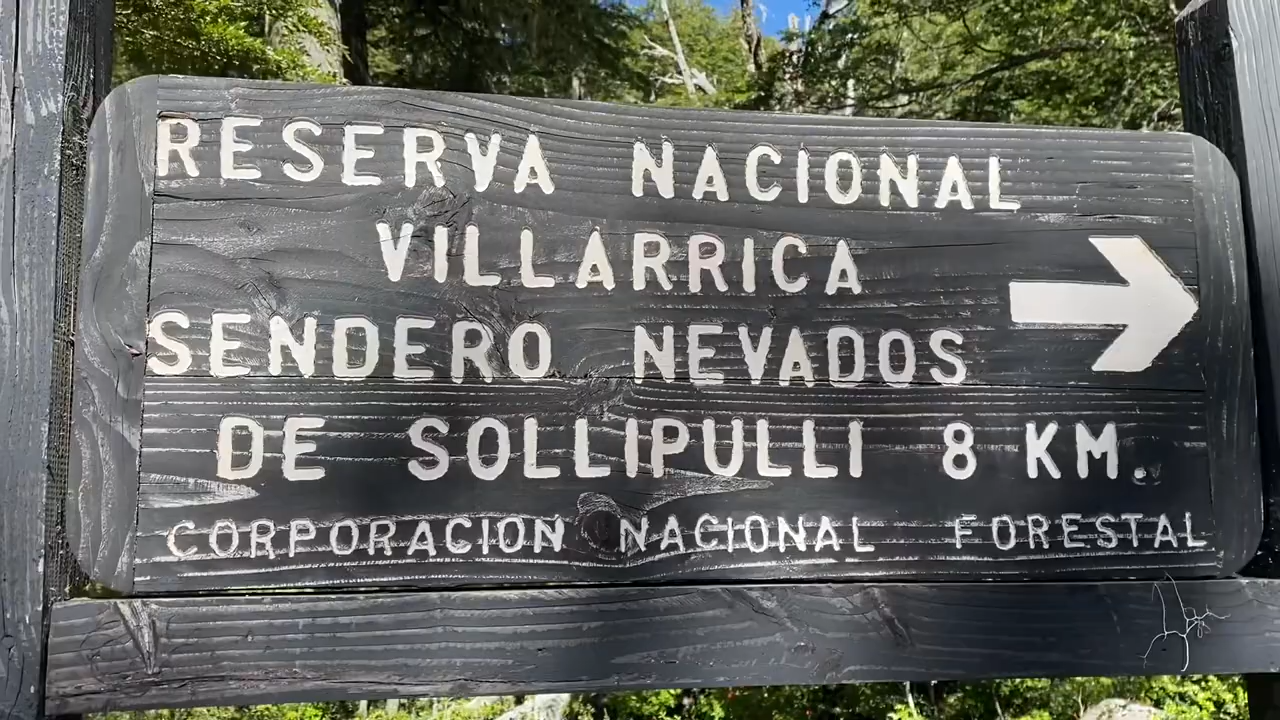 RESERVA NACIONAL
VILLARRICA
SENDERO NEVADOS
DE SOLLIPULLI 8 KM.
CORPORACION NACIONAL FORESTAL